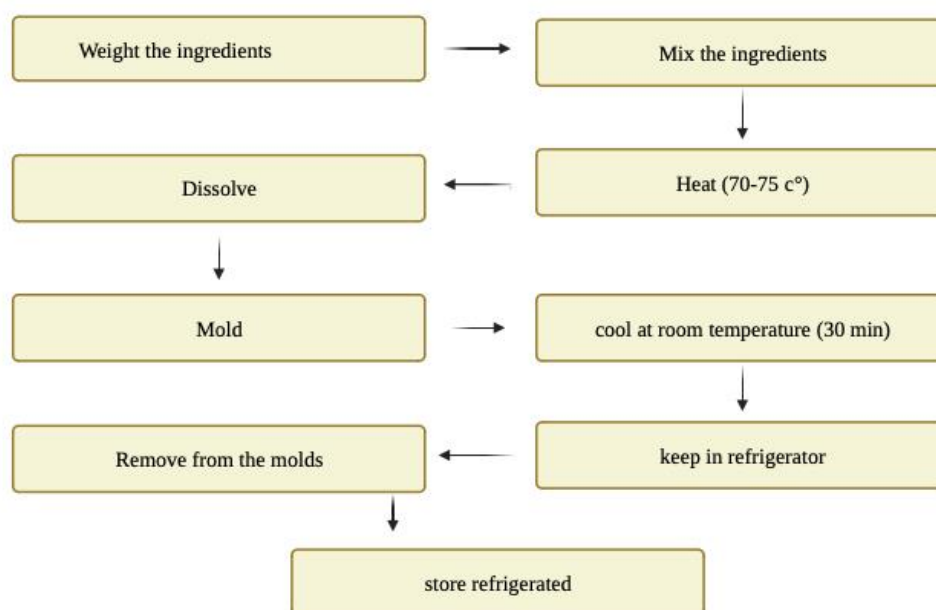 Weight the ingredients
Mix the ingredients
Heat (70-75 c°)
Dissolve
Mold
cool at room temperature (30 min)
keep in refrigerator
Remove from the molds
store refrigerated